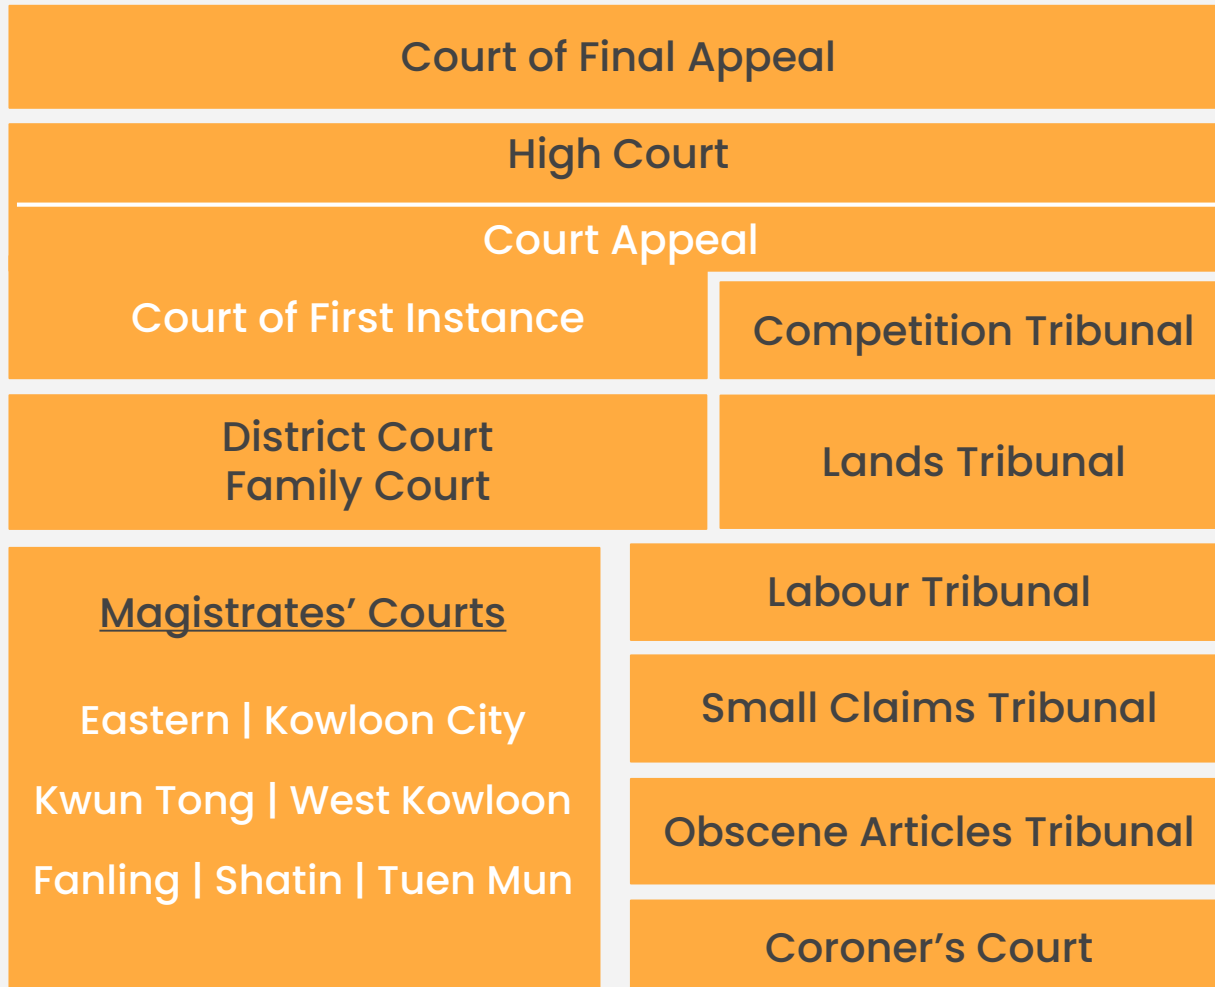 Court of Final Appeal
High Court
Court Appeal
Court of First Instance
Competition Tribunal
District Court
Family Court
Lands Tribunal
Magistrates’ Courts
Eastern | Kowloon City
Kwun Tong | West Kowloon
Fanling | Shatin | Tuen Mun
Labour Tribunal
Small Claims Tribunal
Obscene Articles Tribunal
Coroner’s Court